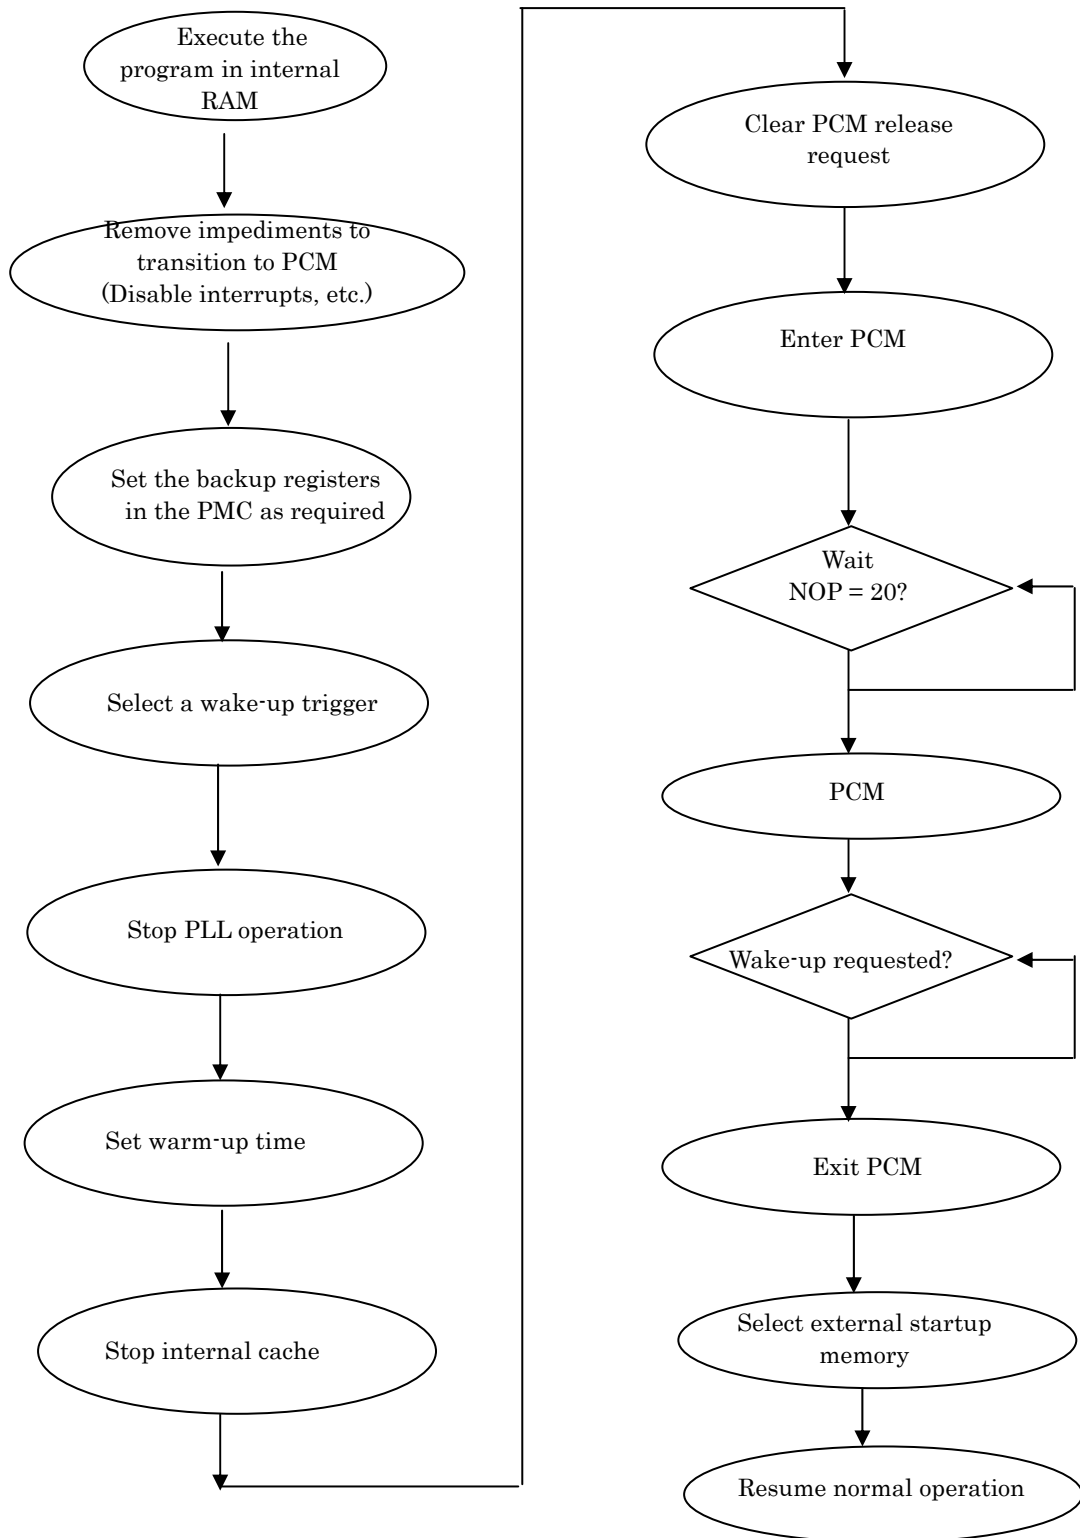 Execute the
program in internal
RAM
Remove impediments to
transition to PCM
(Disable interrupts, etc.)
Set the backup registers
in the PMC as required
Select a wake-up trigger
Stop PLL operation
Set warm-up time
Stop internal cache
Clear PCM release
request
Enter PCM
Wait
NOP = 20?
PCM
Wake-up requested?
Exit PCM
Select external startup
memory
Resume normal operation